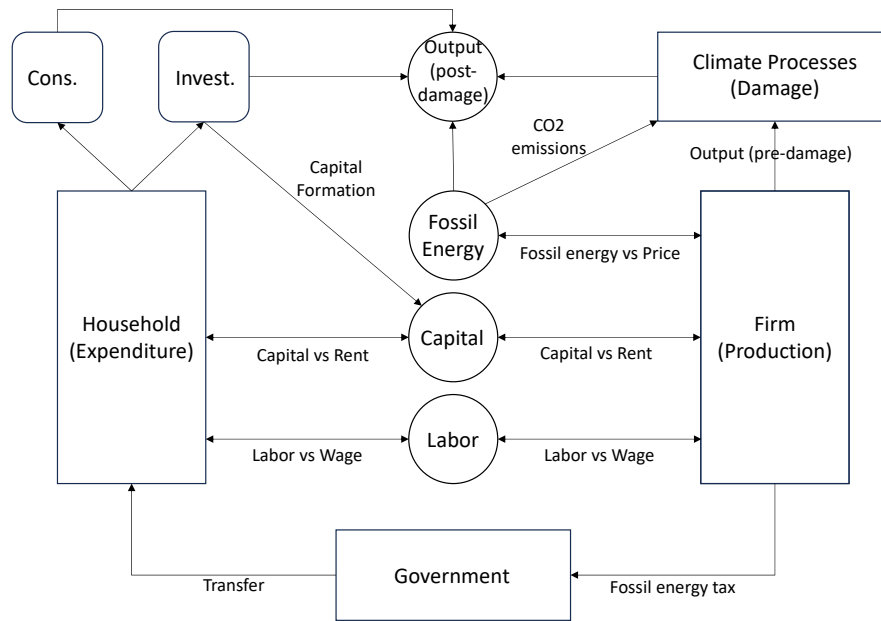 Cons.
Invest.
Output
(post-
damage)
Climate Processes
(Damage)
CO2
emissions
Output (pre-damage)
Capital
Formation
Fossil
Energy
Fossil energy vs Price
Household
(Expenditure)
Capital
Firm
(Production)
Capital vs Rent
Capital vs Rent
Labor
Labor vs Wage
Labor vs Wage
Government
Transfer
Fossil energy tax